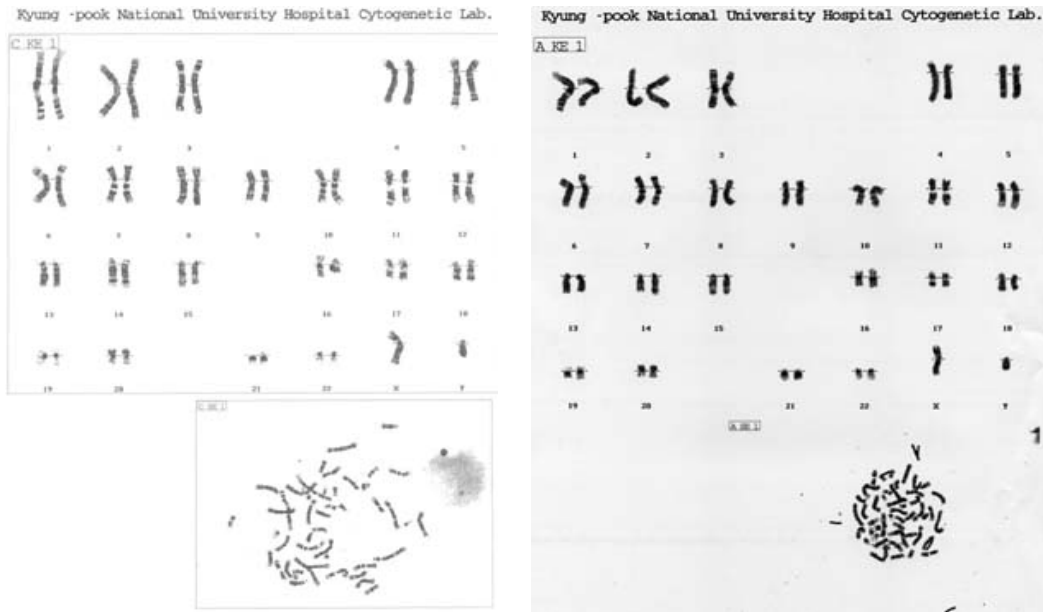 Kyung -pook National University Hospital Cytogenetic Lab.
C KE 1
1 2 3 4 5
6 7 8 9 10 11 12
13 14 15 16 17 18
19 20 21 22 X Y
C KE 1
Kyung -pook National University Hospital Cytogenetic Lab.
A KE 1
1 2 3 4 5
6 7 8 9 10 11 12
13 14 15 16 17 18
19 20 21 22 X Y
A KE 1
1